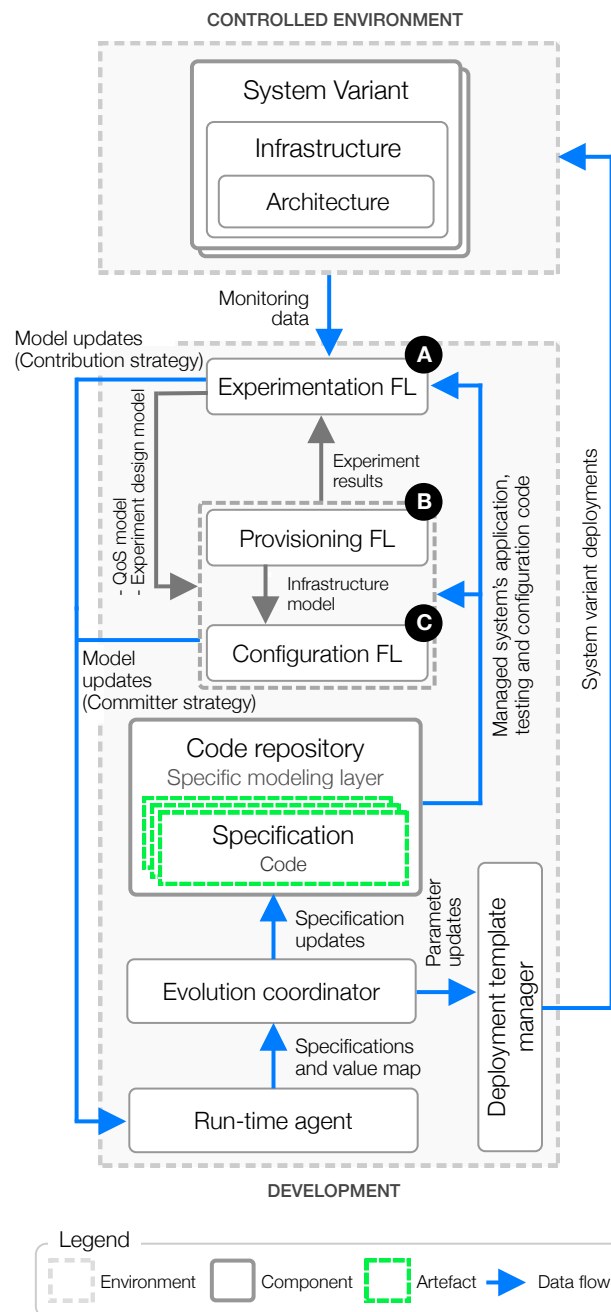 CONTROLLED ENVIRONMENT
System Variant
Infrastructure
Architecture
Monitoring
data
Model updates
(Contribution strategy)
A
Experimentation FL
Experiment
results
- QoS model
- Experiment design model
B
Provisioning FL
Infrastructure
model
C
Configuration FL
Managed system's application,
testing and configuration code
System variant deployments
Model
updates
(Committer strategy)
Code repository
Specific modeling layer
Specification
Code
Specification
updates
Parameter
updates
Evolution coordinator
Deployment template
manager
Specifications
and value map
Run-time agent
DEVELOPMENT
Legend
Environment
Component
Artefact
Data flow